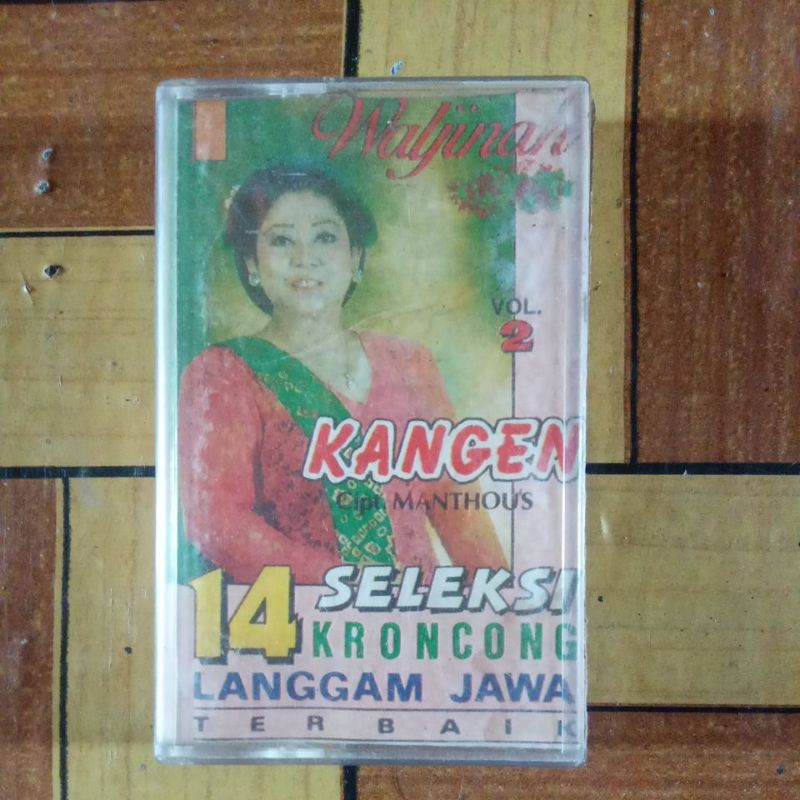 Waljinah
VOL.
2
KANGEN
Cipt. MANTHOUS
14 SELEKSI
KRONCONG
LANGGAM JAWA
TERBAIK